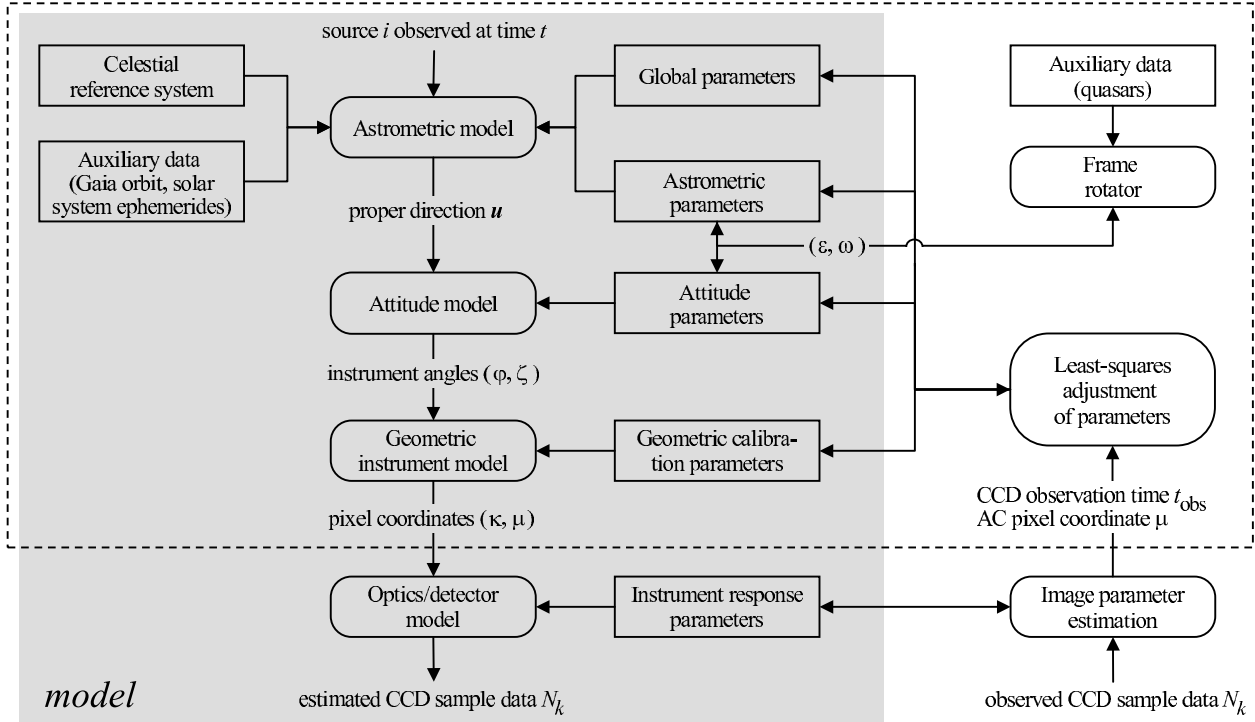 source i observed at time t
Celestial
reference system
Global parameters
Auxiliary data
(quasars)
Astrometric model
Auxiliary data
(Gaia orbit, solar
system ephemerides)
Astrometric
parameters
Frame
rotator
proper direction u
(ε, ω)
Attitude model
Attitude
parameters
instrument angles (φ, ζ )
Least-squares
adjustment
of parameters
Geometric
instrument model
Geometric calibra-
tion parameters
pixel coordinates (κ, μ)
CCD observation time tobs
AC pixel coordinate μ
Optics/detector
model
Instrument response
parameters
Image parameter
estimation
model
estimated CCD sample data Nk
observed CCD sample data Nk